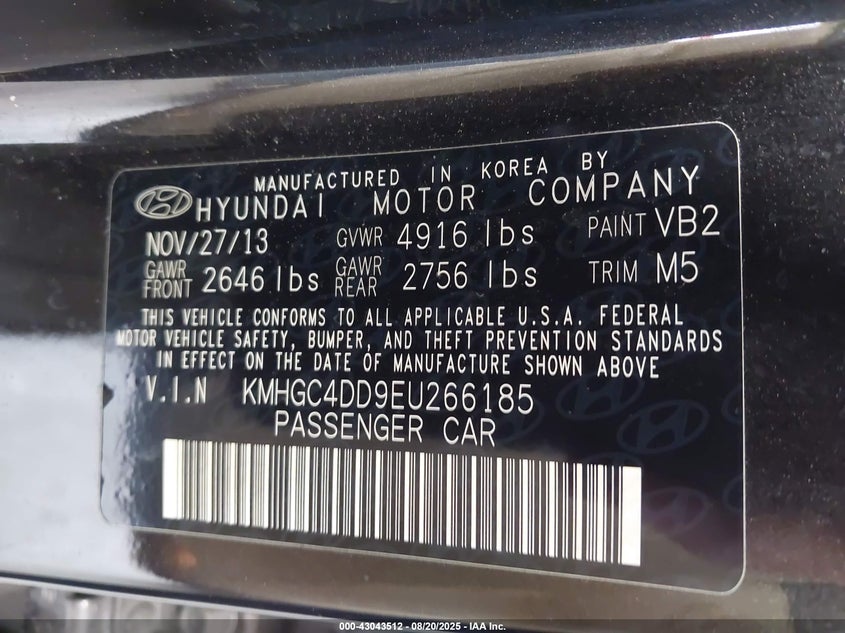 MANUFACTURED IN KOREA BY
HYUNDAI MOTOR COMPANY
NOV/27/13 GVWR 4916 lbs PAINT VB2
GAWR FRONT 2646 lbs GAWR REAR 2756 lbs TRIM M5
THIS VEHICLE CONFORMS TO ALL APPLICABLE U.S.A. FEDERAL
MOTOR VEHICLE SAFETY, BUMPER, AND THEFT PREVENTION STANDARDS
IN EFFECT ON THE DATE OF MANUFACTURE SHOWN ABOVE
V.I.N KMHGC4DD9EU266185
PASSENGER CAR
000-43043512 - 08/20/2025 - IAA Inc.